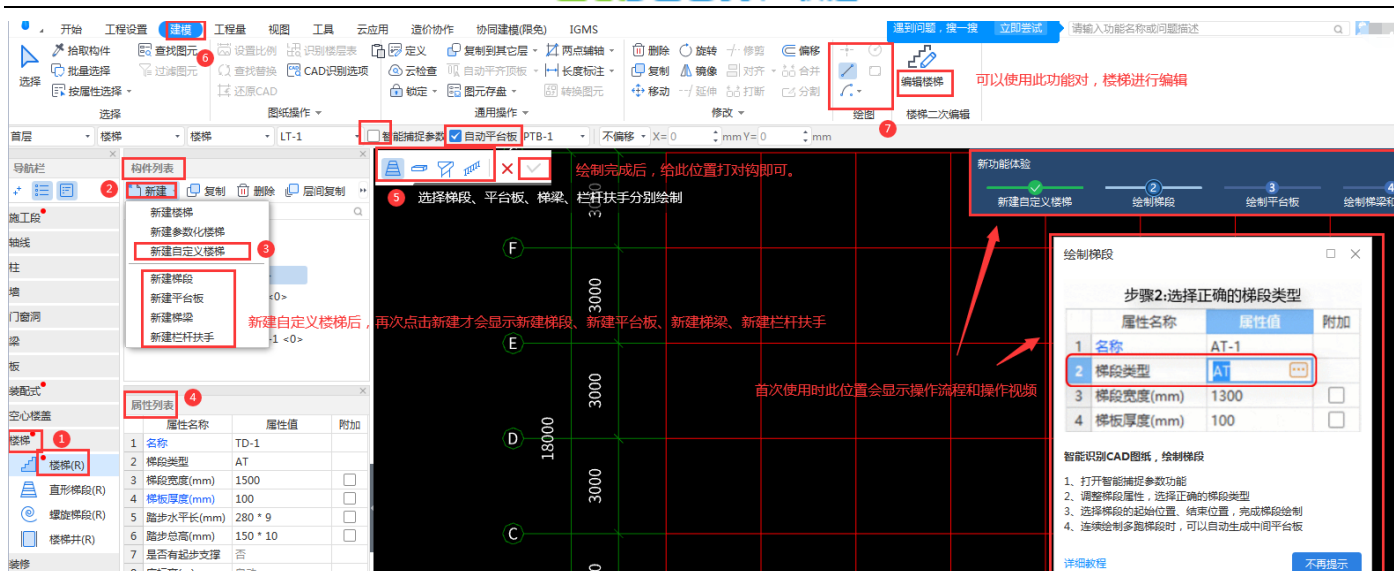 开始 工程设置 建模 工程量 视图 工具 云应用 造价协作 协同建模(限免) IGMS 遇到问题，搜一搜 立即尝试 请输入功能名称或问题描述
选择 拾取构件 批量选择 按属性选择
选择
查找图元 过滤图元 6
设置比例 识别楼层表
查找替换 CAD识别选项
还原CAD
图纸操作
定义 复制到其它层 两点辅轴
云检查 自动平齐顶板 长度标注
锁定 图元存盘 转换图元
通用操作
删除 旋转 修剪 偏移
复制 镜像 对齐 合并
移动 延伸 打断 分割
修改
绘图 7
编辑楼梯
楼梯二次编辑
可以使用此功能对，楼梯进行编辑
首层 楼梯 楼梯 LT-1 智能捕捉参数 自动平台板 PTB-1 不偏移 X= 0 mm Y= 0 mm
导航栏
施工段
轴线
柱
墙
门窗洞
梁
板
装配式
空心楼盖
楼梯 1
楼梯(R)
直形梯段(R)
螺旋梯段(R)
楼梯井(R)
装修
构件列表
2 新建 复制 删除 层间复制
新建楼梯
新建参数化楼梯
新建自定义楼梯 3
新建梯段
新建平台板 <0>
新建梯梁
新建栏杆扶手 -1 <0>
新建自定义楼梯后，再次点击新建才会显示新建梯段、新建平台板、新建梯梁、新建栏杆扶手
属性列表 4
属性名称 属性值 附加
1 名称 TD-1
2 梯段类型 AT
3 梯段宽度(mm) 1500
4 梯板厚度(mm) 100
5 踏步水平长(mm) 280 * 9
6 踏步总高(mm) 150 * 10
7 是否有起步支撑 否
绘制完成后，给此位置打对钩即可。
5 选择梯段、平台板、梯梁、栏杆扶手分别绘制
F
3000
E
3000
D
18000
3000
C
首次使用时此位置会显示操作流程和操作视频
新功能体验
2 3 4
新建自定义楼梯 绘制梯段 绘制平台板 绘制梯梁和
绘制梯段
步骤2:选择正确的梯段类型
属性名称 属性值 附加
1 名称 AT-1
2 梯段类型 AT
3 梯段宽度(mm) 1300
4 梯板厚度(mm) 100
智能识别CAD图纸，绘制梯段
1、打开智能捕捉参数功能
2、调整梯段属性，选择正确的梯段类型
3、选择梯段的起始位置、结束位置，完成梯段绘制
4、连续绘制多跑梯段时，可以自动生成中间平台板
详细教程 不再提示